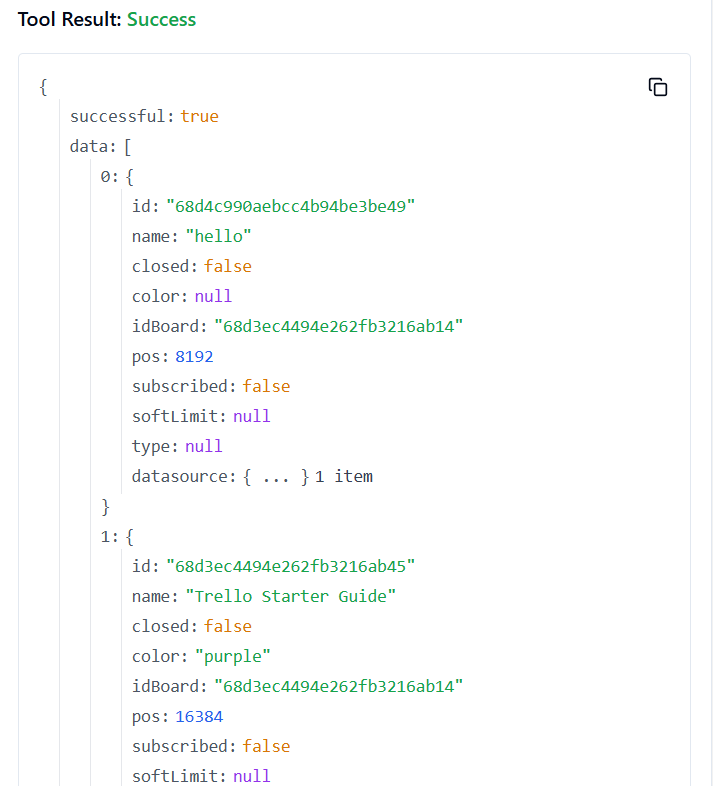 Tool Result: Success
{
successful: true
data: [
0: {
id: "68d4c990aebcc4b94be3be49"
name: "hello"
closed: false
color: null
idBoard: "68d3ec4494e262fb3216ab14"
pos: 8192
subscribed: false
softLimit: null
type: null
datasource: { ... } 1 item
}
1: {
id: "68d3ec4494e262fb3216ab45"
name: "Trello Starter Guide"
closed: false
color: "purple"
idBoard: "68d3ec4494e262fb3216ab14"
pos: 16384
subscribed: false
softLimit: null